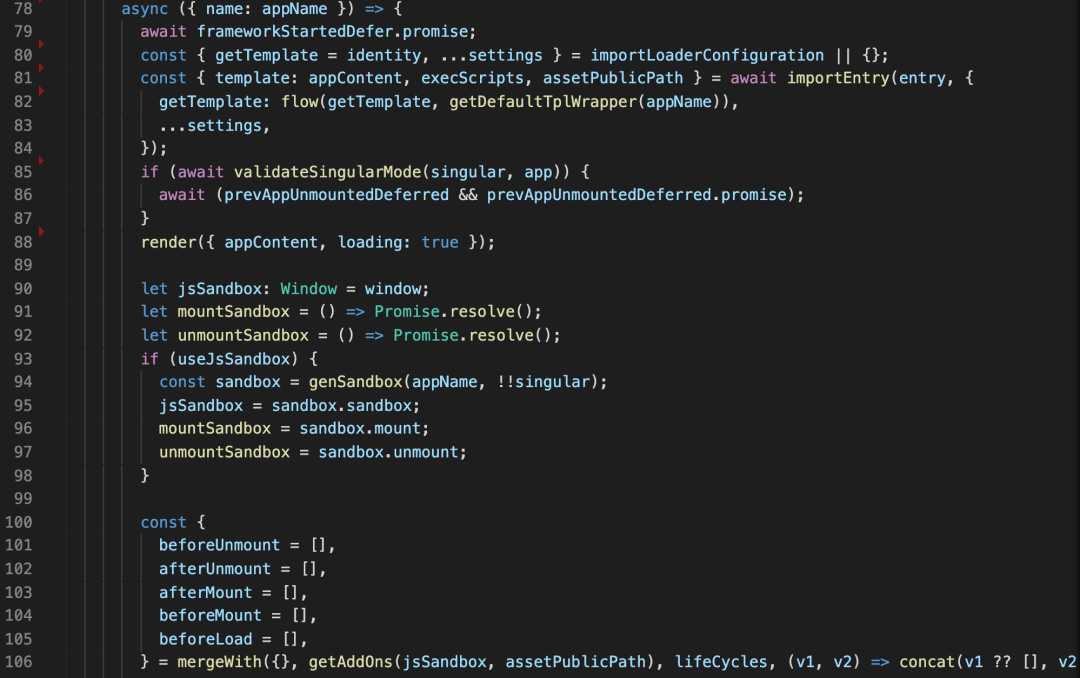 78 async ({ name: appName }) => {
79 await frameworkStartedDefer.promise;
80 const { getTemplate = identity, ...settings } = importLoaderConfiguration || {};
81 const { template: appContent, execScripts, assetPublicPath } = await importEntry(entry, {
82 getTemplate: flow(getTemplate, getDefaultTplWrapper(appName)),
83 ...settings,
84 });
85 if (await validateSingularMode(singular, app)) {
86 await (prevAppUnmountedDeferred && prevAppUnmountedDeferred.promise);
87 }
88 render({ appContent, loading: true });
89
90 let jsSandbox: Window = window;
91 let mountSandbox = () => Promise.resolve();
92 let unmountSandbox = () => Promise.resolve();
93 if (useJsSandbox) {
94 const sandbox = genSandbox(appName, !!singular);
95 jsSandbox = sandbox.sandbox;
96 mountSandbox = sandbox.mount;
97 unmountSandbox = sandbox.unmount;
98 }
99
100 const {
101 beforeUnmount = [],
102 afterUnmount = [],
103 afterMount = [],
104 beforeMount = [],
105 beforeLoad = [],
106 } = mergeWith({}, getAddOns(jsSandbox, assetPublicPath), lifeCycles, (v1, v2) => concat(v1 ?? [], v2